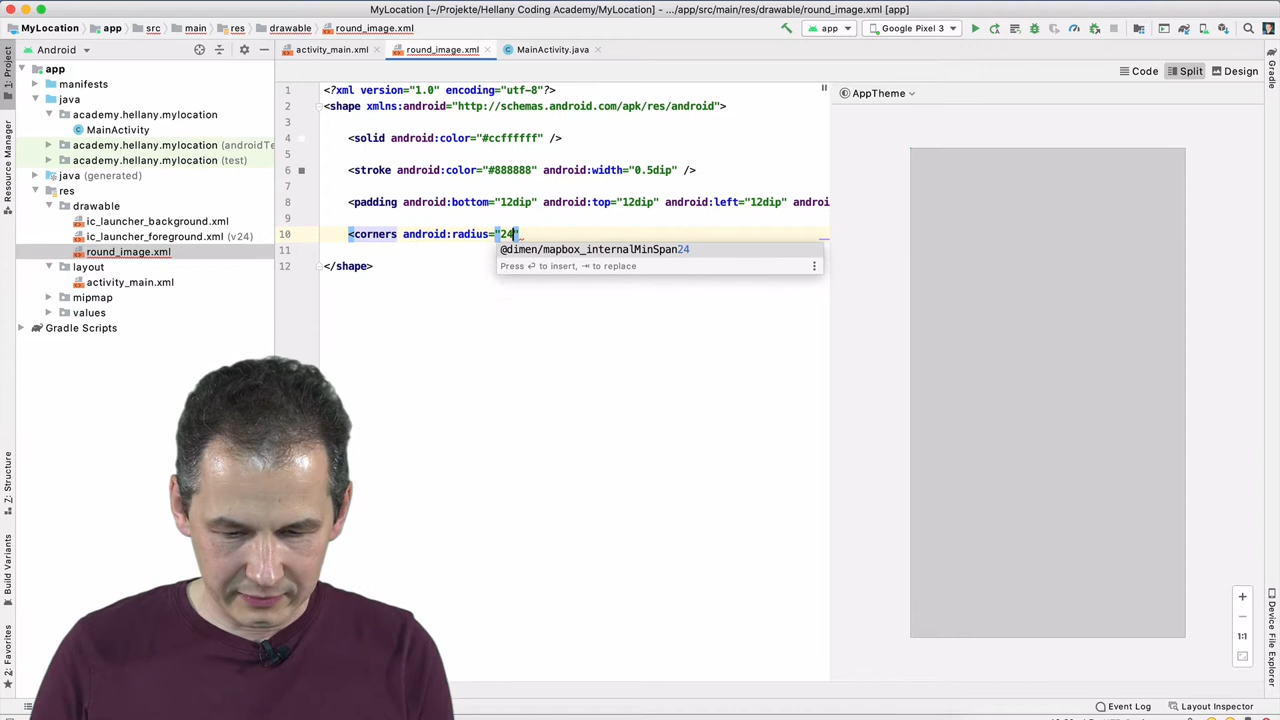 MyLocation [~/Projekte/Hellany Coding Academy/MyLocation] - .../app/src/main/res/drawable/round_image.xml [app]
MyLocation app src main res drawable round_image.xml
app Google Pixel 3
Android
activity_main.xml round_image.xml MainActivity.java
Code Split Design
AppTheme
1: Project
Resource Manager
7: Structure
Build Variants
2: Favorites
app
manifests
java
academy.hellany.mylocation
MainActivity
academy.hellany.mylocation (androidTe
academy.hellany.mylocation (test)
java (generated)
res
drawable
ic_launcher_background.xml
ic_launcher_foreground.xml (v24)
round_image.xml
layout
activity_main.xml
mipmap
values
Gradle Scripts
1 <?xml version="1.0" encoding="utf-8"?>
2 <shape xmlns:android="http://schemas.android.com/apk/res/android">
3
4 <solid android:color="#ccffffff" />
5
6 <stroke android:color="#888888" android:width="0.5dip" />
7
8 <padding android:bottom="12dip" android:top="12dip" android:left="12dip" androi
9
10 <corners android:radius="24"
11
12 </shape>
@dimen/mapbox_internalMinSpan24
Press ⏎ to insert, ⇥ to replace
1:1
Gradle
Device File Explorer
Event Log Layout Inspector